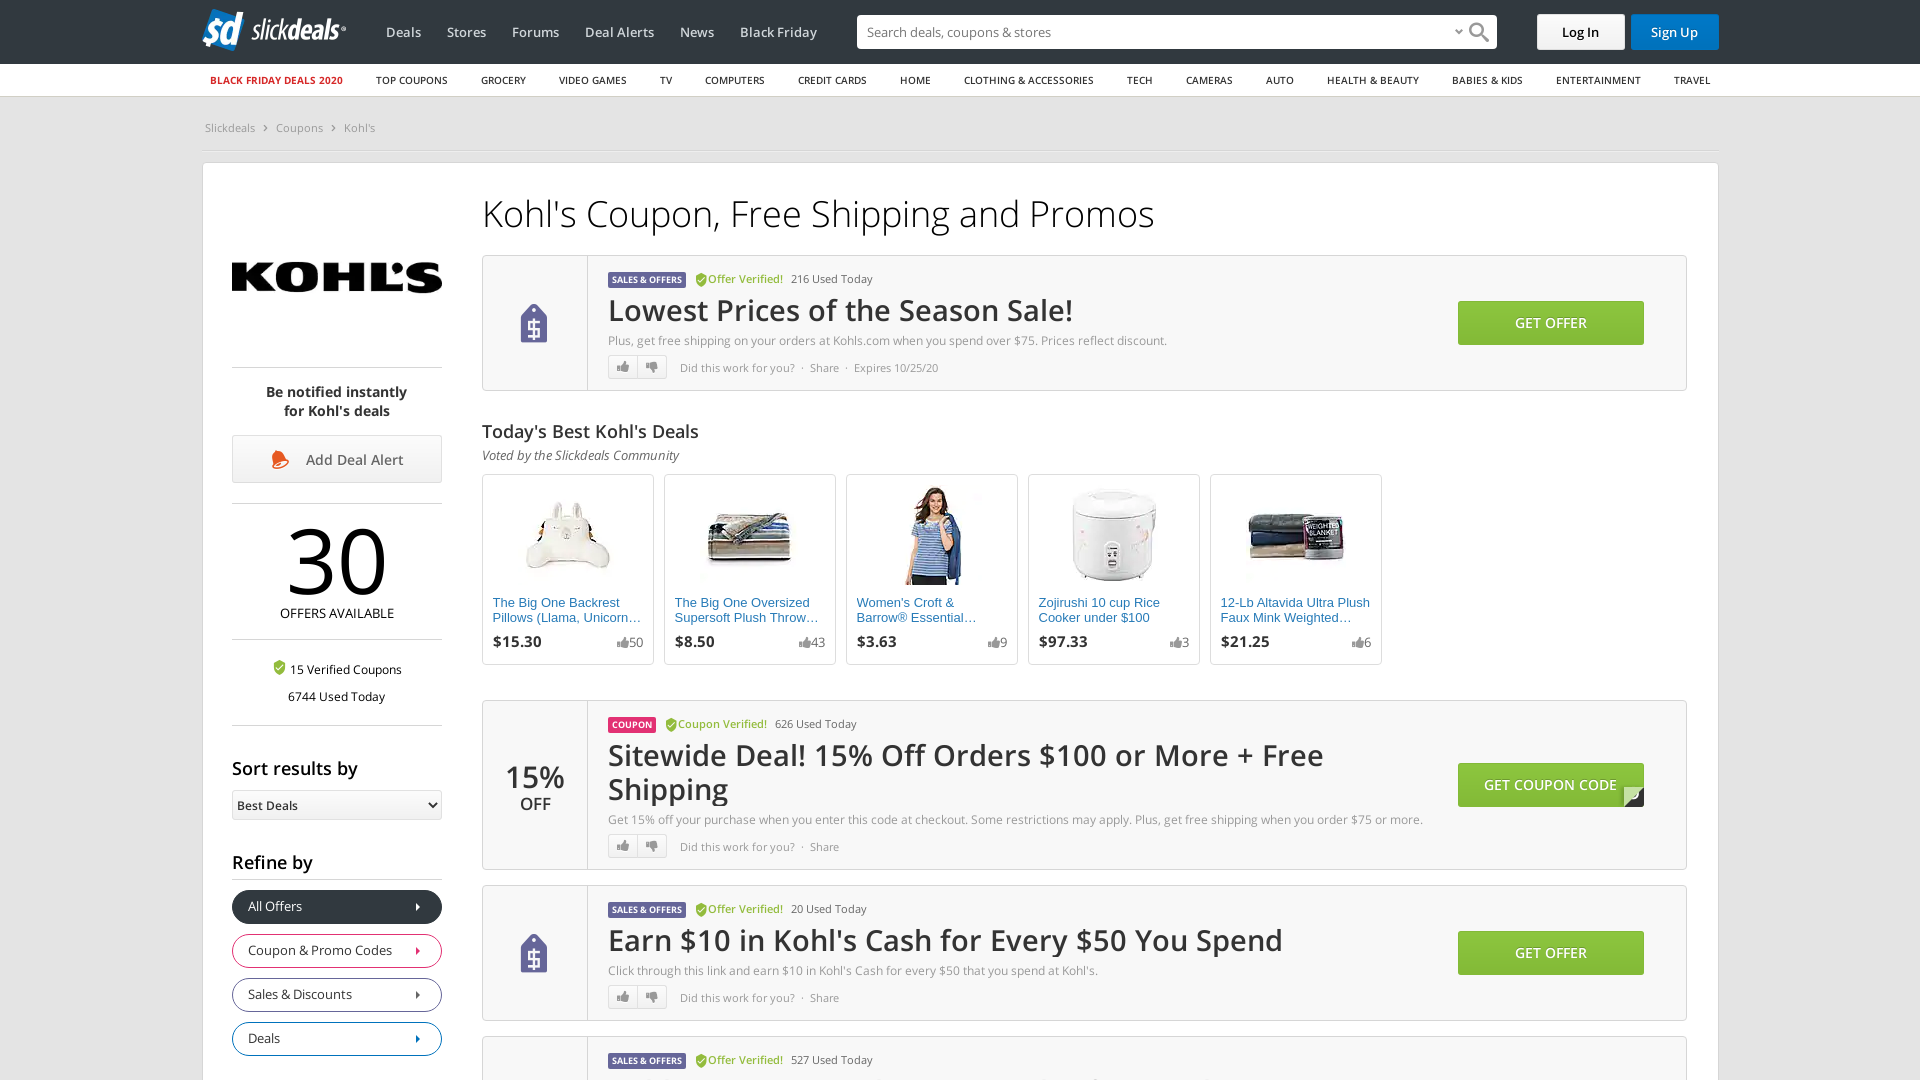 sd slickdeals
Deals
Stores
Forums
Deal Alerts
News
Black Friday
Search deals, coupons & stores
Log In
Sign Up
BLACK FRIDAY DEALS 2020
TOP COUPONS
GROCERY
VIDEO GAMES
TV
COMPUTERS
CREDIT CARDS
HOME
CLOTHING & ACCESSORIES
TECH
CAMERAS
AUTO
HEALTH & BEAUTY
BABIES & KIDS
ENTERTAINMENT
TRAVEL
Slickdeals > Coupons > Kohl's
KOHL'S
Be notified instantly
for Kohl's deals
Add Deal Alert
30
OFFERS AVAILABLE
15 Verified Coupons
6744 Used Today
Sort results by
Best Deals
Refine by
All Offers
Coupon & Promo Codes
Sales & Discounts
Deals
Kohl's Coupon, Free Shipping and Promos
SALES & OFFERS Offer Verified! 216 Used Today
Lowest Prices of the Season Sale!
Plus, get free shipping on your orders at Kohls.com when you spend over $75. Prices reflect discount.
Did this work for you? · Share · Expires 10/25/20
GET OFFER
Today's Best Kohl's Deals
Voted by the Slickdeals Community
The Big One Backrest
Pillows (Llama, Unicorn…
$15.30 50
The Big One Oversized
Supersoft Plush Throw…
$8.50 43
Women's Croft &
Barrow® Essential…
$3.63 9
Zojirushi 10 cup Rice
Cooker under $100
$97.33 3
WEIGHTED
BLANKET
12-Lb Altavida Ultra Plush
Faux Mink Weighted…
$21.25 6
15%
OFF
COUPON Coupon Verified! 626 Used Today
Sitewide Deal! 15% Off Orders $100 or More + Free
Shipping
Get 15% off your purchase when you enter this code at checkout. Some restrictions may apply. Plus, get free shipping when you order $75 or more.
Did this work for you? · Share
GET COUPON CODE
SALES & OFFERS Offer Verified! 20 Used Today
Earn $10 in Kohl's Cash for Every $50 You Spend
Click through this link and earn $10 in Kohl's Cash for every $50 that you spend at Kohl's.
Did this work for you? · Share
GET OFFER
SALES & OFFERS Offer Verified! 527 Used Today